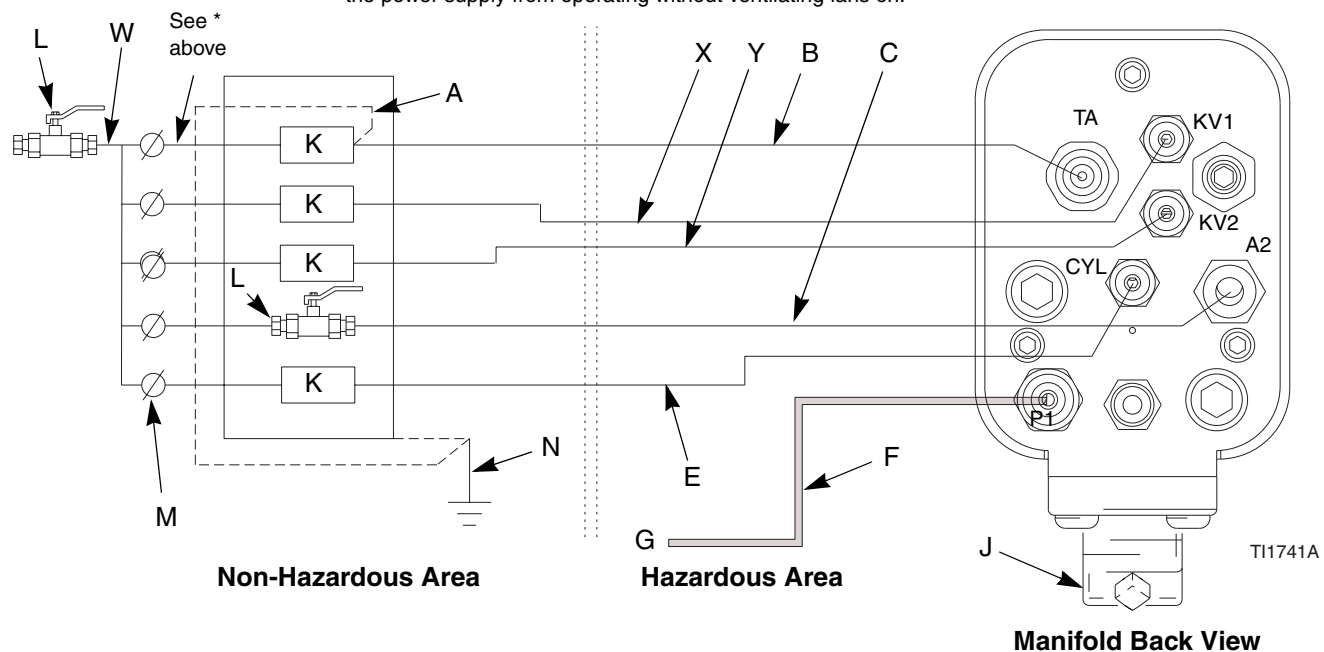 the power supply from operating without ventilating fans on.
See *
above
L
W
A
X
Y
B
C
TA
KV1
K
K
KV2
A2
K
CYL
L
K
P1
N
E
F
M
G
J
TI1741A
Non-Hazardous Area
Hazardous Area
Manifold Back View